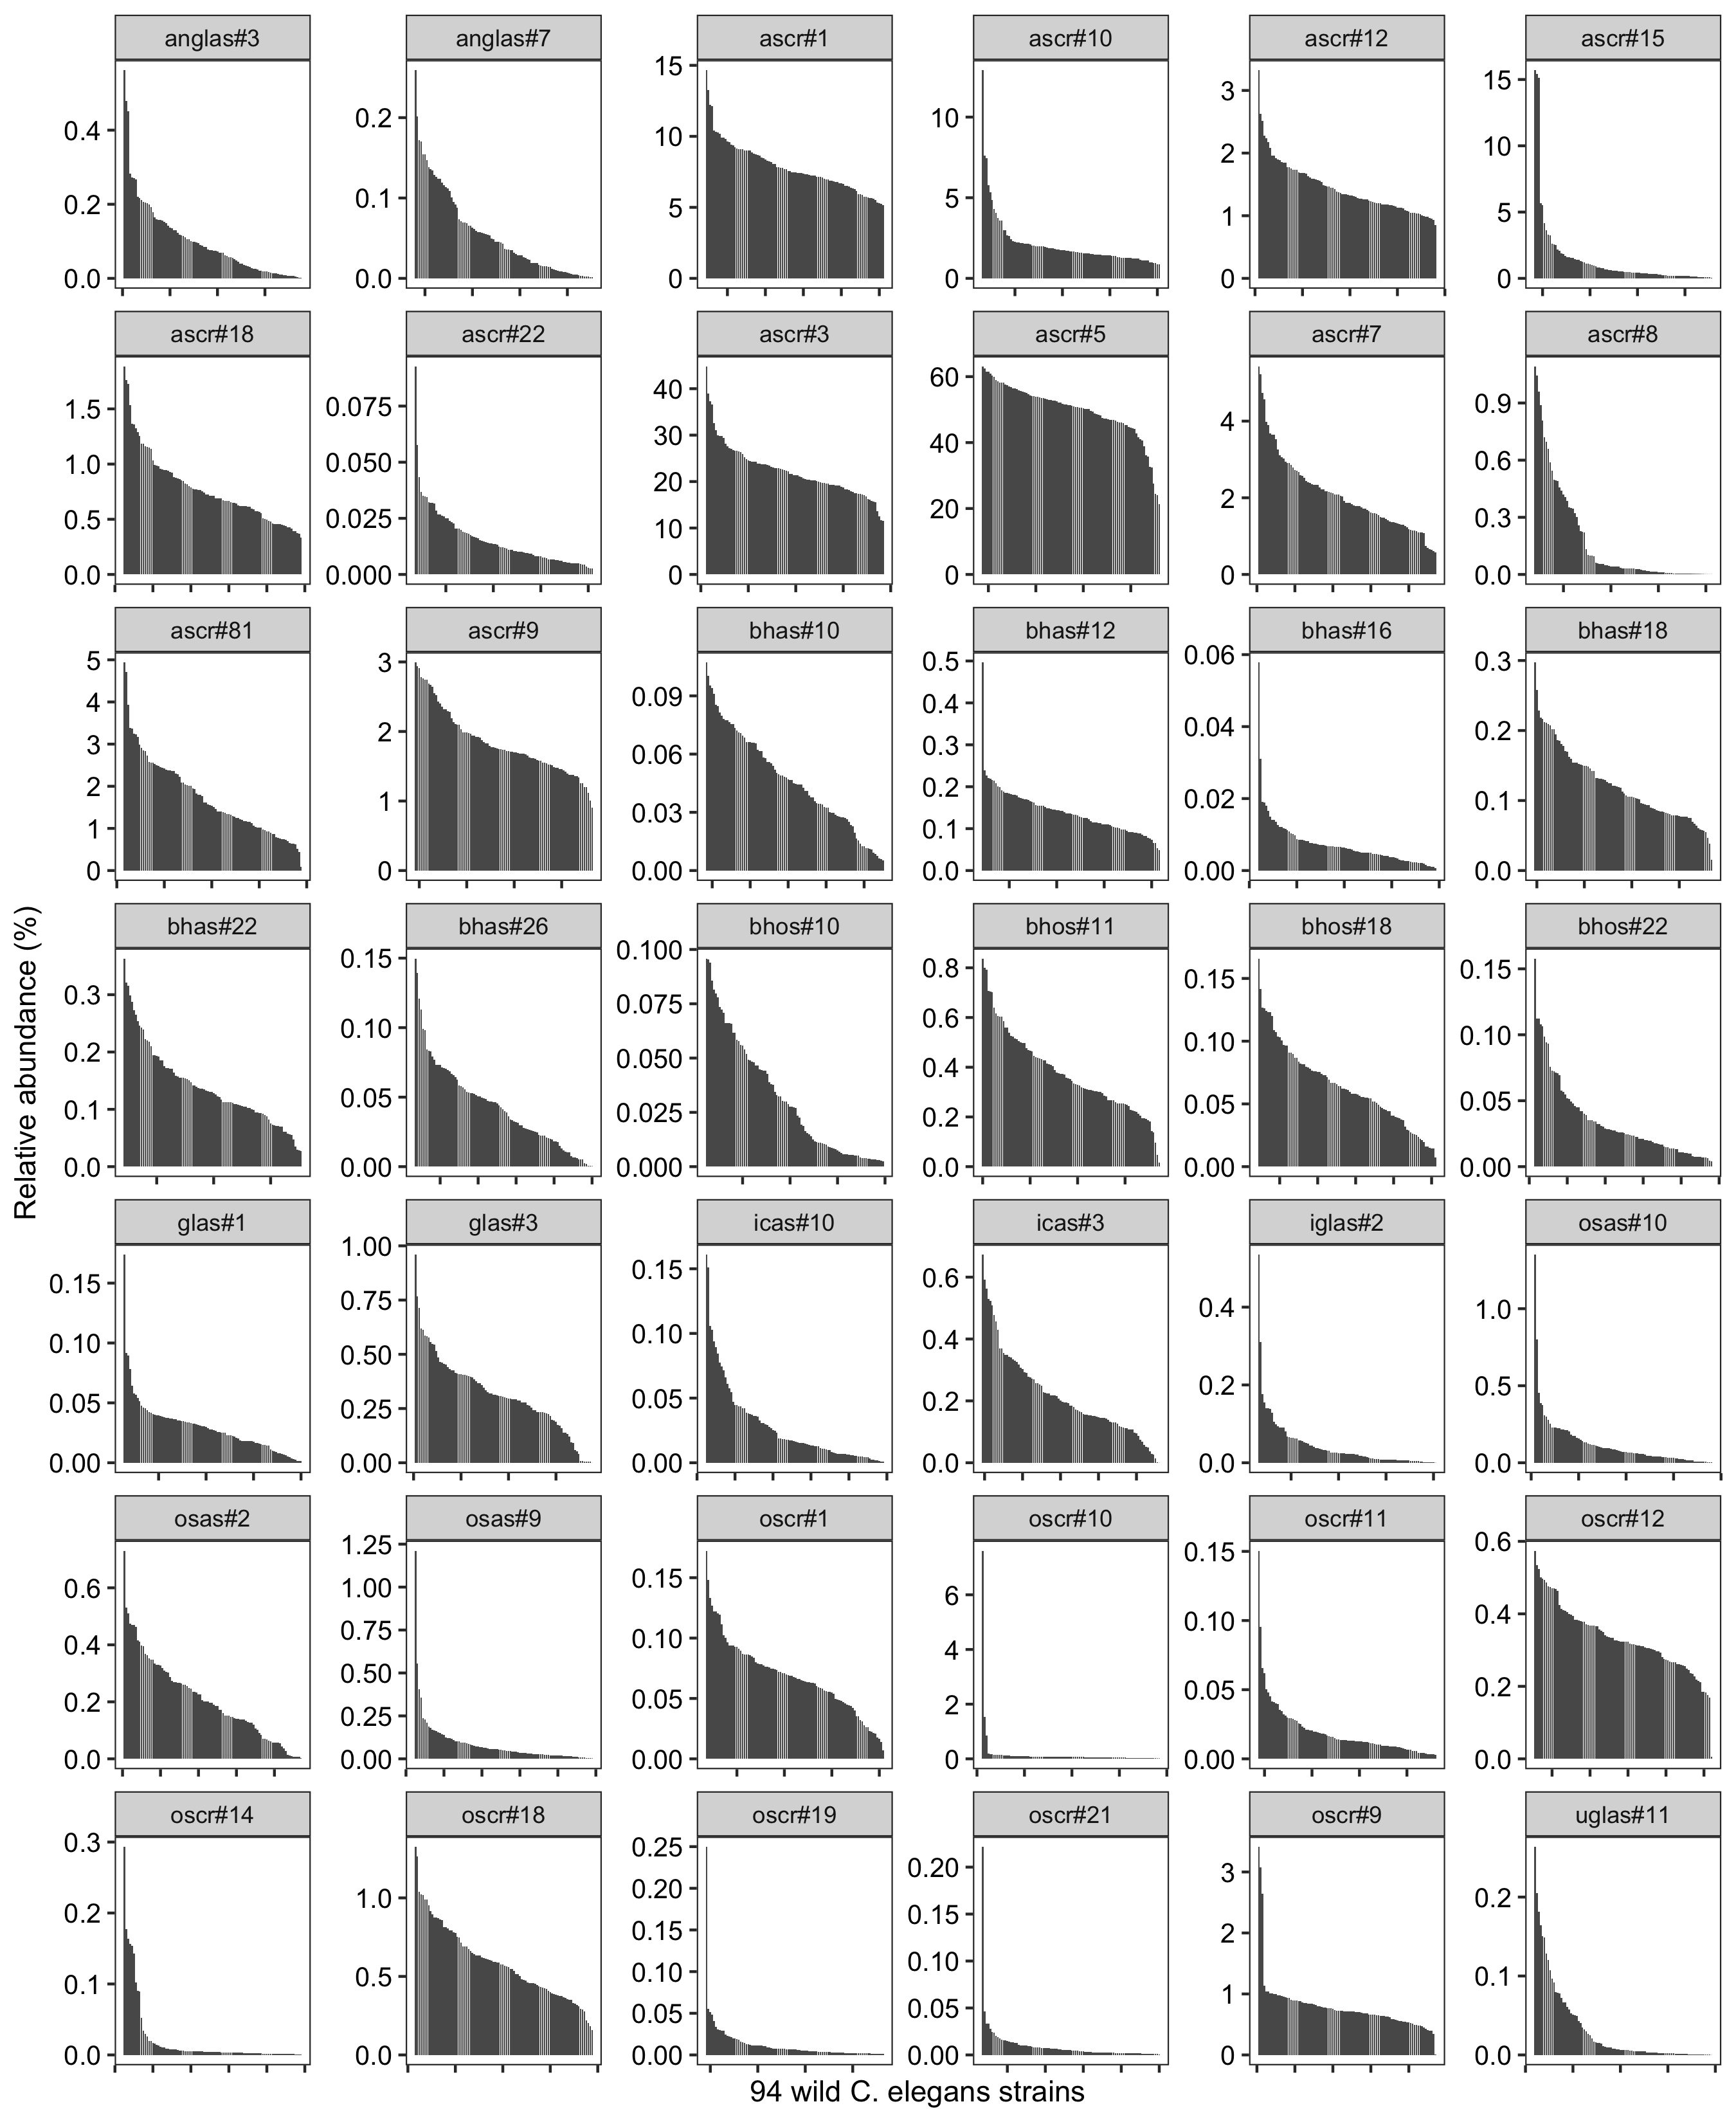 anglas#3 anglas#7 ascr#1 ascr#10 ascr#12 ascr#15
0.4 0.2 0.0
0.2 0.1 0.0
15 10 5 0
10 5 0
3 2 1 0
15 10 5 0
ascr#18 ascr#22 ascr#3 ascr#5 ascr#7 ascr#8
1.5 1.0 0.5 0.0
0.075 0.050 0.025 0.000
40 30 20 10 0
60 40 20 0
4 2 0
0.9 0.6 0.3 0.0
ascr#81 ascr#9 bhas#10 bhas#12 bhas#16 bhas#18
5 4 3 2 1 0
3 2 1 0
0.09 0.06 0.03 0.00
0.5 0.4 0.3 0.2 0.1 0.0
0.06 0.04 0.02 0.00
0.3 0.2 0.1 0.0
Relative abundance (%)
bhas#22 bhas#26 bhos#10 bhos#11 bhos#18 bhos#22
0.3 0.2 0.1 0.0
0.15 0.10 0.05 0.00
0.100 0.075 0.050 0.025 0.000
0.8 0.6 0.4 0.2 0.0
0.15 0.10 0.05 0.00
0.15 0.10 0.05 0.00
glas#1 glas#3 icas#10 icas#3 iglas#2 osas#10
0.15 0.10 0.05 0.00
1.00 0.75 0.50 0.25 0.00
0.15 0.10 0.05 0.00
0.6 0.4 0.2 0.0
0.4 0.2 0.0
1.0 0.5 0.0
osas#2 osas#9 oscr#1 oscr#10 oscr#11 oscr#12
0.6 0.4 0.2 0.0
1.25 1.00 0.75 0.50 0.25 0.00
0.15 0.10 0.05 0.00
6 4 2 0
0.15 0.10 0.05 0.00
0.6 0.4 0.2 0.0
oscr#14 oscr#18 oscr#19 oscr#21 oscr#9 uglas#11
0.3 0.2 0.1 0.0
1.0 0.5 0.0
0.25 0.20 0.15 0.10 0.05 0.00
0.20 0.15 0.10 0.05 0.00
3 2 1 0
0.2 0.1 0.0
94 wild C. elegans strains